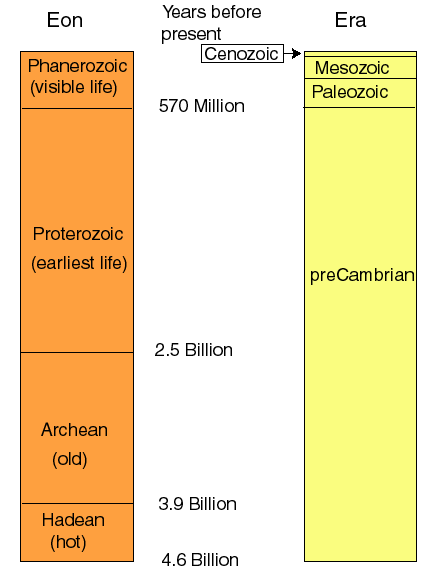 Eon
Years before
present
Era
Cenozoic
Phanerozoic
(visible life)
Mesozoic
Paleozoic
570 Million
Proterozoic
(earliest life)
preCambrian
2.5 Billion
Archean
(old)
3.9 Billion
Hadean
(hot)
4.6 Billion